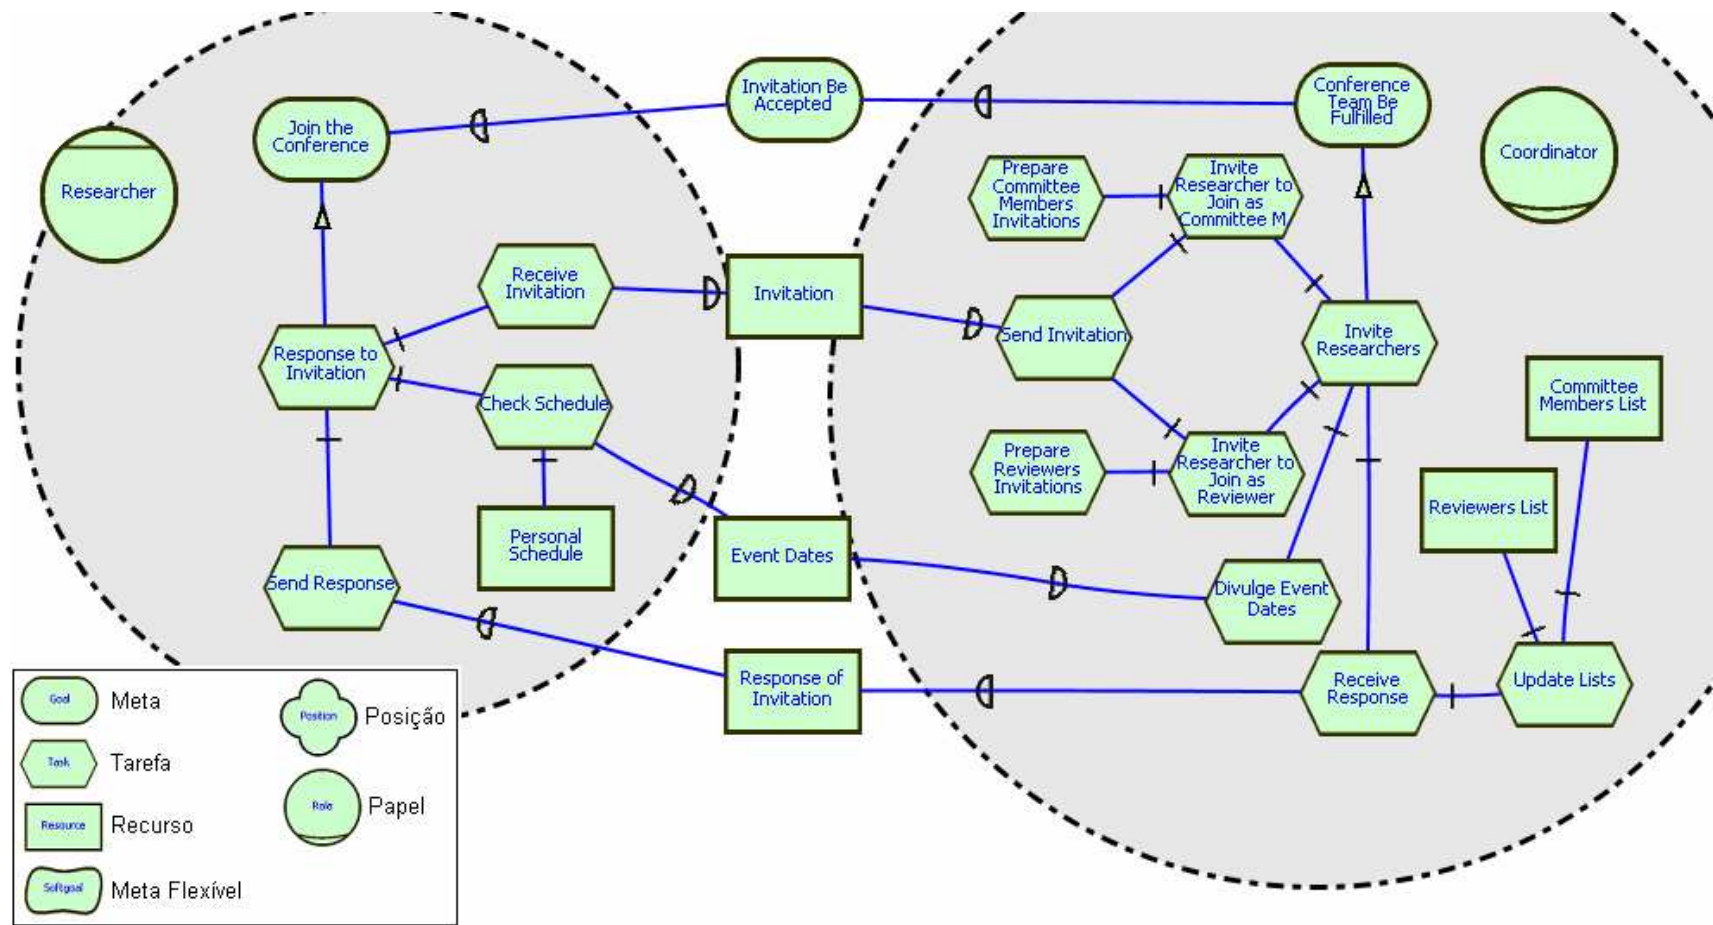 Invitation Be
Accepted
Conference
Team Be
Fulfilled
Join the
Conference
Researcher
Coordinator
Prepare
Committee
Members
Invitations
Invite
Researcher to
Join as
Committee M.
Receive
Invitation
Invitation
Send Invitation
Invite
Researchers
Response to
Invitation
Check Schedule
Committee
Members List
Prepare
Reviewers
Invitations
Invite
Researcher to
Join as
Reviewer
Reviewers List
Personal
Schedule
Event Dates
Send Response
Divulge Event
Dates
Response of
Invitation
Receive
Response
Update Lists
Goal
Meta
Position
Posição
Task
Tarefa
Resource
Recurso
Role
Papel
Softgoal
Meta Flexível